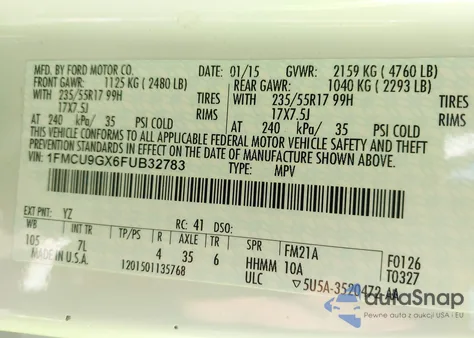 MFD. BY FORD MOTOR CO.
DATE: 01/15 GVWR: 2159 KG ( 4760 LB)
FRONT GAWR: 1125 KG ( 2480 LB) REAR GAWR: 1040 KG ( 2293 LB)
WITH 235/55R17 99H TIRES WITH 235/55R17 99H TIRES
17X7.5J RIMS 17X7.5J RIMS
AT 240 kPa/ 35 PSI COLD AT 240 kPa/ 35 PSI COLD
THIS VEHICLE CONFORMS TO ALL APPLICABLE FEDERAL MOTOR VEHICLE SAFETY AND THEFT
PREVENTION STANDARDS IN EFFECT ON THE DATE OF MANUFACTURE SHOWN ABOVE.
VIN: 1FMCU9GX6FUB32783 TYPE: MPV
EXT PNT: YZ RC: 41 DSO: F0126
WB INT TR TP/PS R AXLE TR SPR FM21A T0327
105 7L 4 35 6 HHMM 10A
MADE IN U.S.A. 1201501135768 ULC ▽5U5A-3520472-AA
autoSnap
Pewne auta z aukcji USA i EU